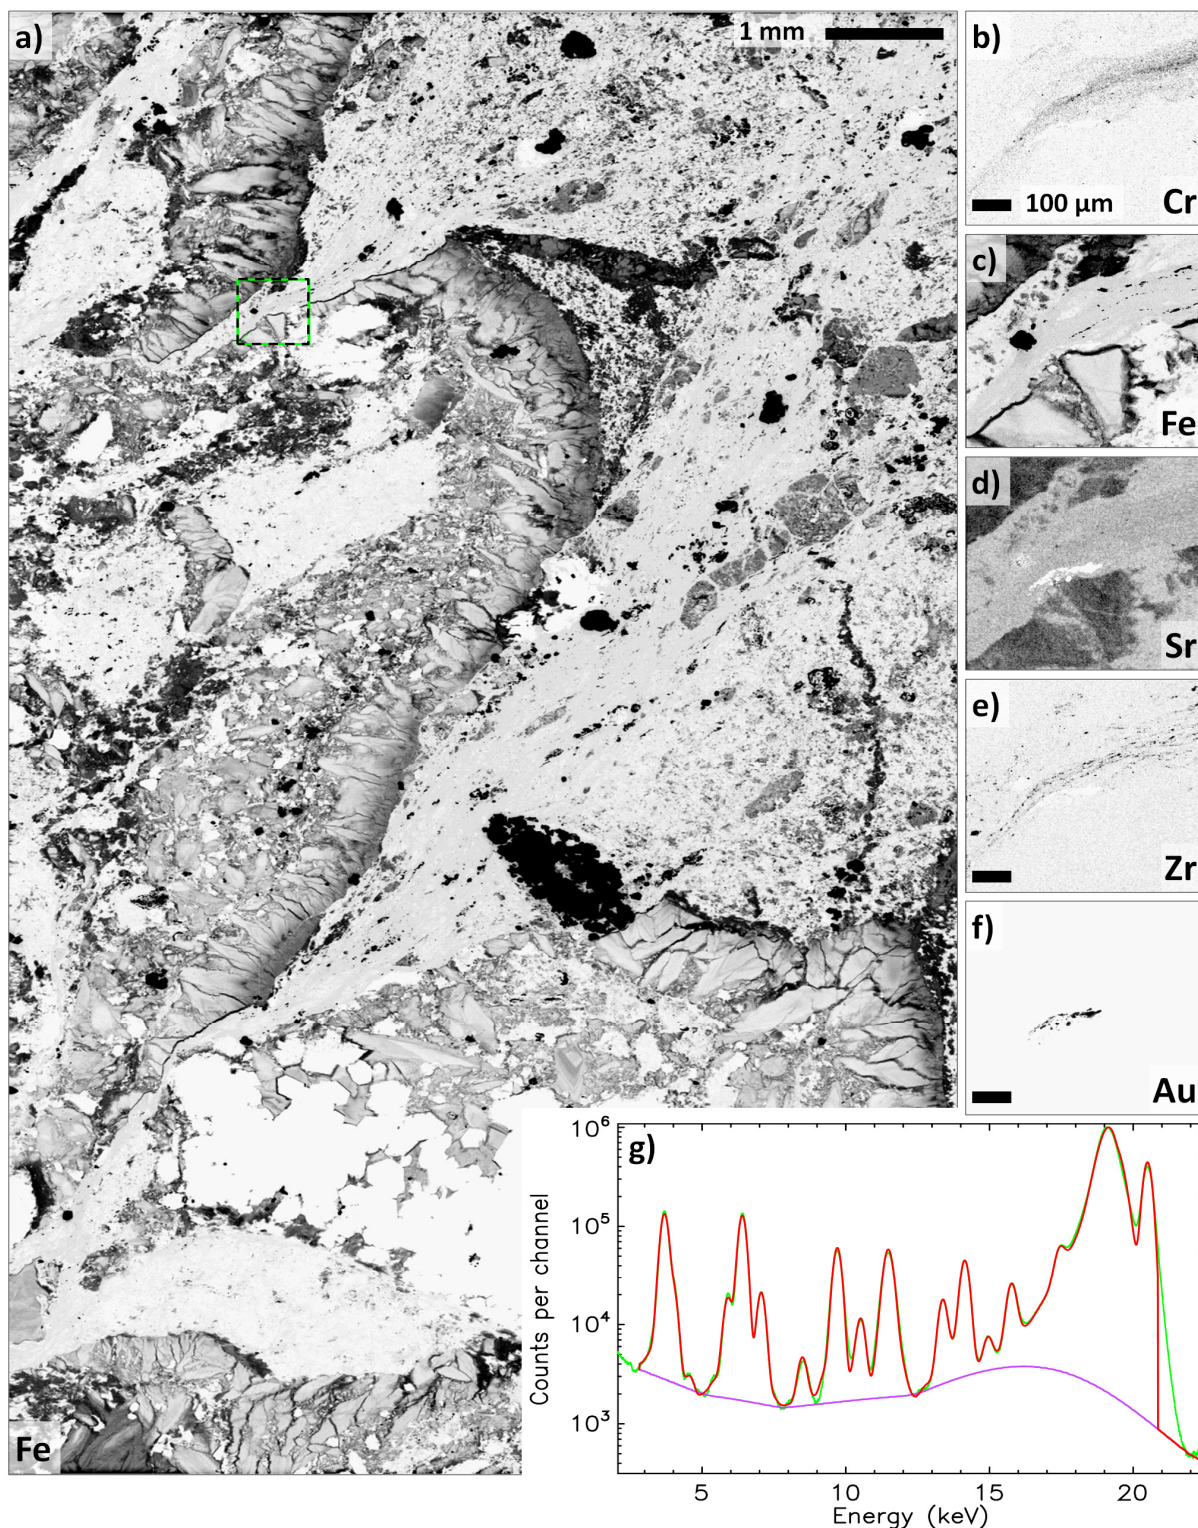 a)
1 mm
Fe
b)
100 µm
Cr
c)
Fe
d)
Sr
e)
Zr
f)
Au
g)
10⁶
10⁵
10⁴
10³
Counts per channel
5
10
15
20
Energy (keV)